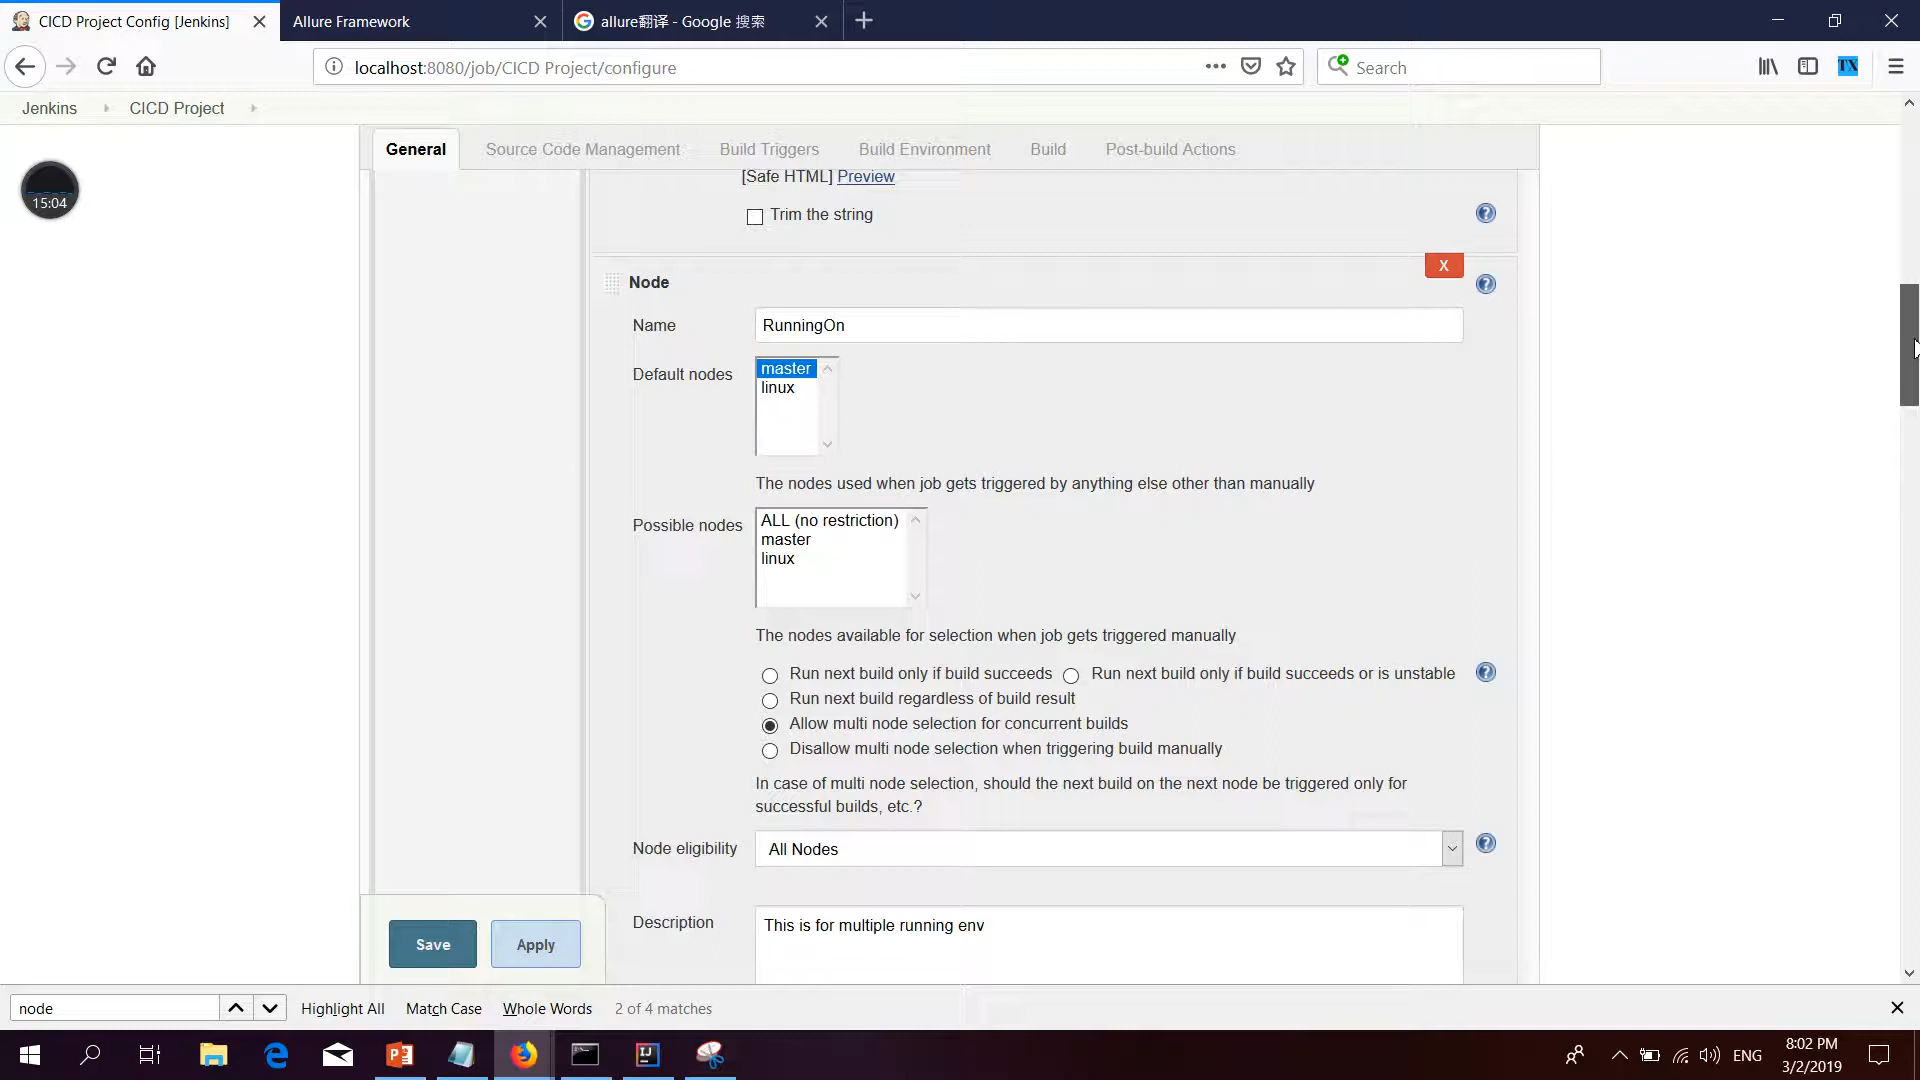 CICD Project Config [Jenkins]
Allure Framework
allure翻译 - Google 搜索
localhost:8080/job/CICD Project/configure
Search
TX
Jenkins
CICD Project
General
Source Code Management
Build Triggers
Build Environment
Build
Post-build Actions
15:04
[Safe HTML] Preview
Trim the string
X
Node
Name
RunningOn
Default nodes
master
linux
The nodes used when job gets triggered by anything else other than manually
Possible nodes
ALL (no restriction)
master
linux
The nodes available for selection when job gets triggered manually
Run next build only if build succeeds
Run next build only if build succeeds or is unstable
Run next build regardless of build result
Allow multi node selection for concurrent builds
Disallow multi node selection when triggering build manually
In case of multi node selection, should the next build on the next node be triggered only for
successful builds, etc.?
Node eligibility
All Nodes
Description
This is for multiple running env
Save
Apply
node
Highlight All
Match Case
Whole Words
2 of 4 matches
ENG
8:02 PM
3/2/2019